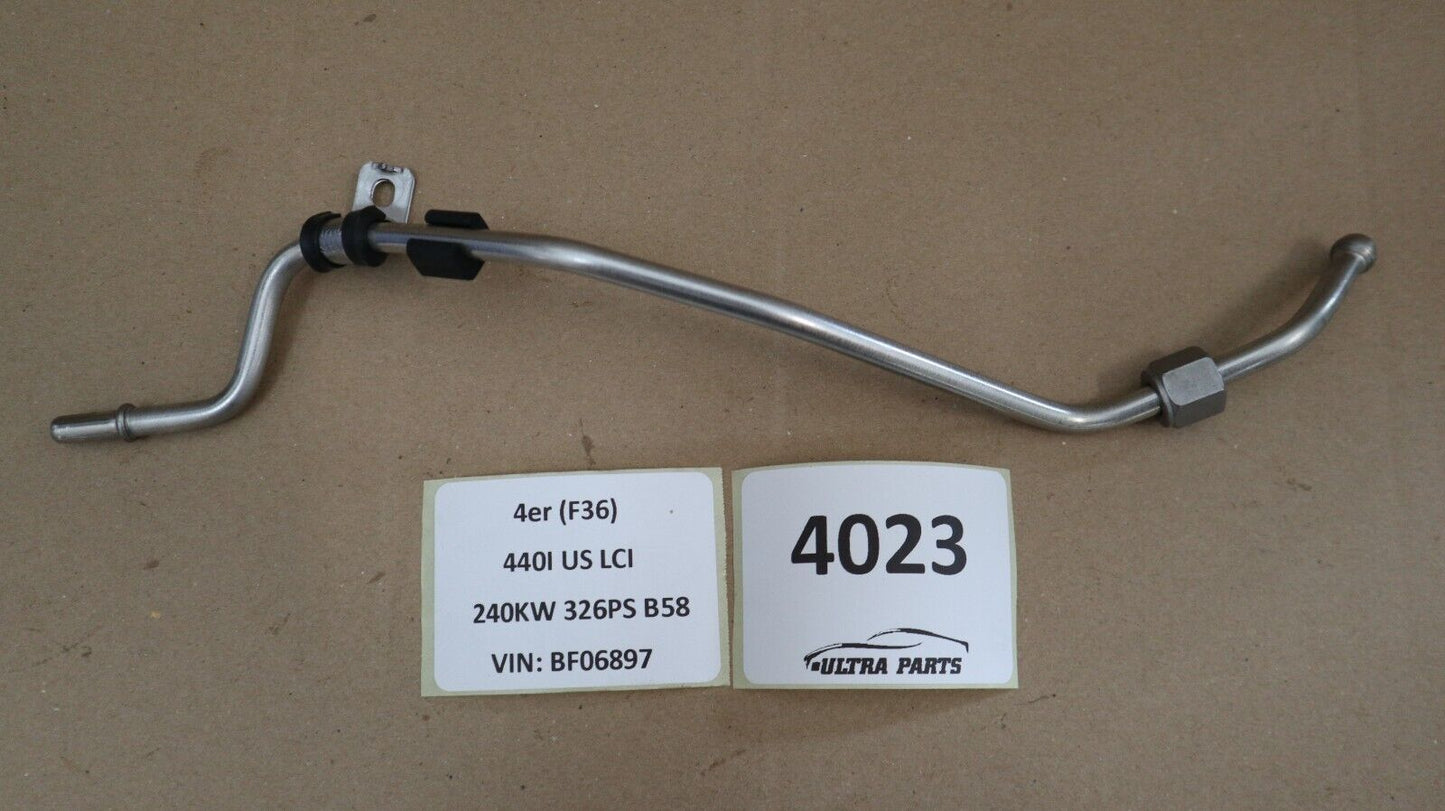 4er (F36)
440I US LCI
240KW 326PS B58
VIN: BF06897
4023
ULTRA PARTS